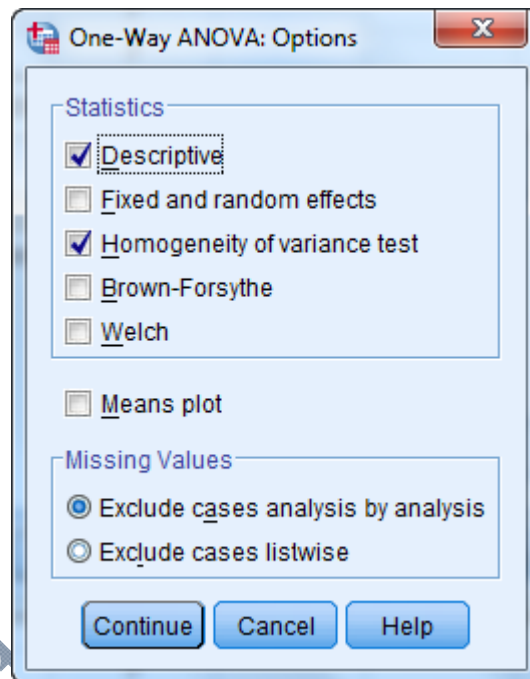 One-Way ANOVA: Options
Statistics
Descriptive
Fixed and random effects
Homogeneity of variance test
Brown-Forsythe
Welch
Means plot
Missing Values
Exclude cases analysis by analysis
Exclude cases listwise
Continue Cancel Help